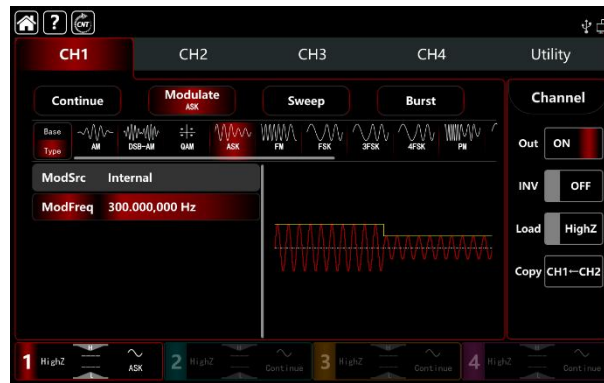 ? CNT
CH1 CH2 CH3 CH4 Utility
Continue Modulate ASK Sweep Burst Channel
Base Type AM DSB-AM QAM ASK FM FSK 3FSK 4FSK PM
Out ON
ModSrc Internal
INV OFF
ModFreq 300.000,000 Hz
Load HighZ
Copy CH1←CH2
1 HighZ ASK 2 HighZ Continue 3 HighZ Continue 4 HighZ Continue